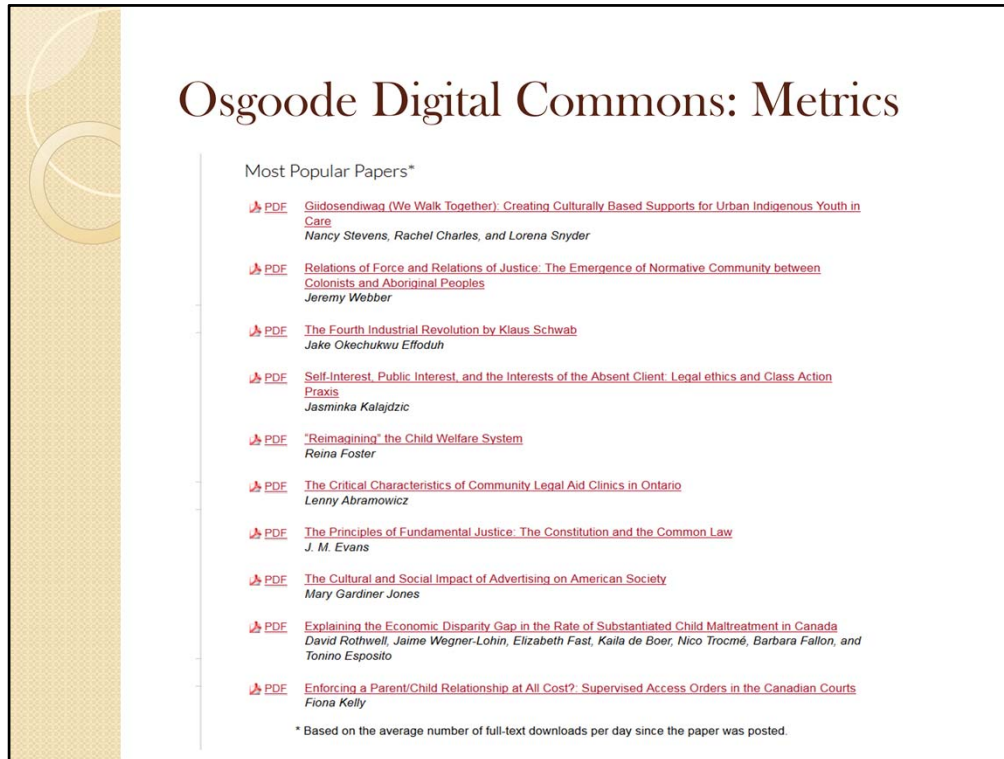 Osgoode Digital Commons: Metrics
Most Popular Papers*
PDF Giidosendiwag (We Walk Together): Creating Culturally Based Supports for Urban Indigenous Youth in
Care
Nancy Stevens, Rachel Charles, and Lorena Snyder
PDF Relations of Force and Relations of Justice: The Emergence of Normative Community between
Colonists and Aboriginal Peoples
Jeremy Webber
PDF The Fourth Industrial Revolution by Klaus Schwab
Jake Okechukwu Effoduh
PDF Self-Interest, Public Interest, and the Interests of the Absent Client: Legal ethics and Class Action
Praxis
Jasminka Kalajdzic
PDF "Reimagining" the Child Welfare System
Reina Foster
PDF The Critical Characteristics of Community Legal Aid Clinics in Ontario
Lenny Abramowicz
PDF The Principles of Fundamental Justice: The Constitution and the Common Law
J. M. Evans
PDF The Cultural and Social Impact of Advertising on American Society
Mary Gardiner Jones
PDF Explaining the Economic Disparity Gap in the Rate of Substantiated Child Maltreatment in Canada
David Rothwell, Jaime Wegner-Lohin, Elizabeth Fast, Kaila de Boer, Nico Trocmé, Barbara Fallon, and
Tonino Esposito
PDF Enforcing a Parent/Child Relationship at All Cost?: Supervised Access Orders in the Canadian Courts
Fiona Kelly
* Based on the average number of full-text downloads per day since the paper was posted.